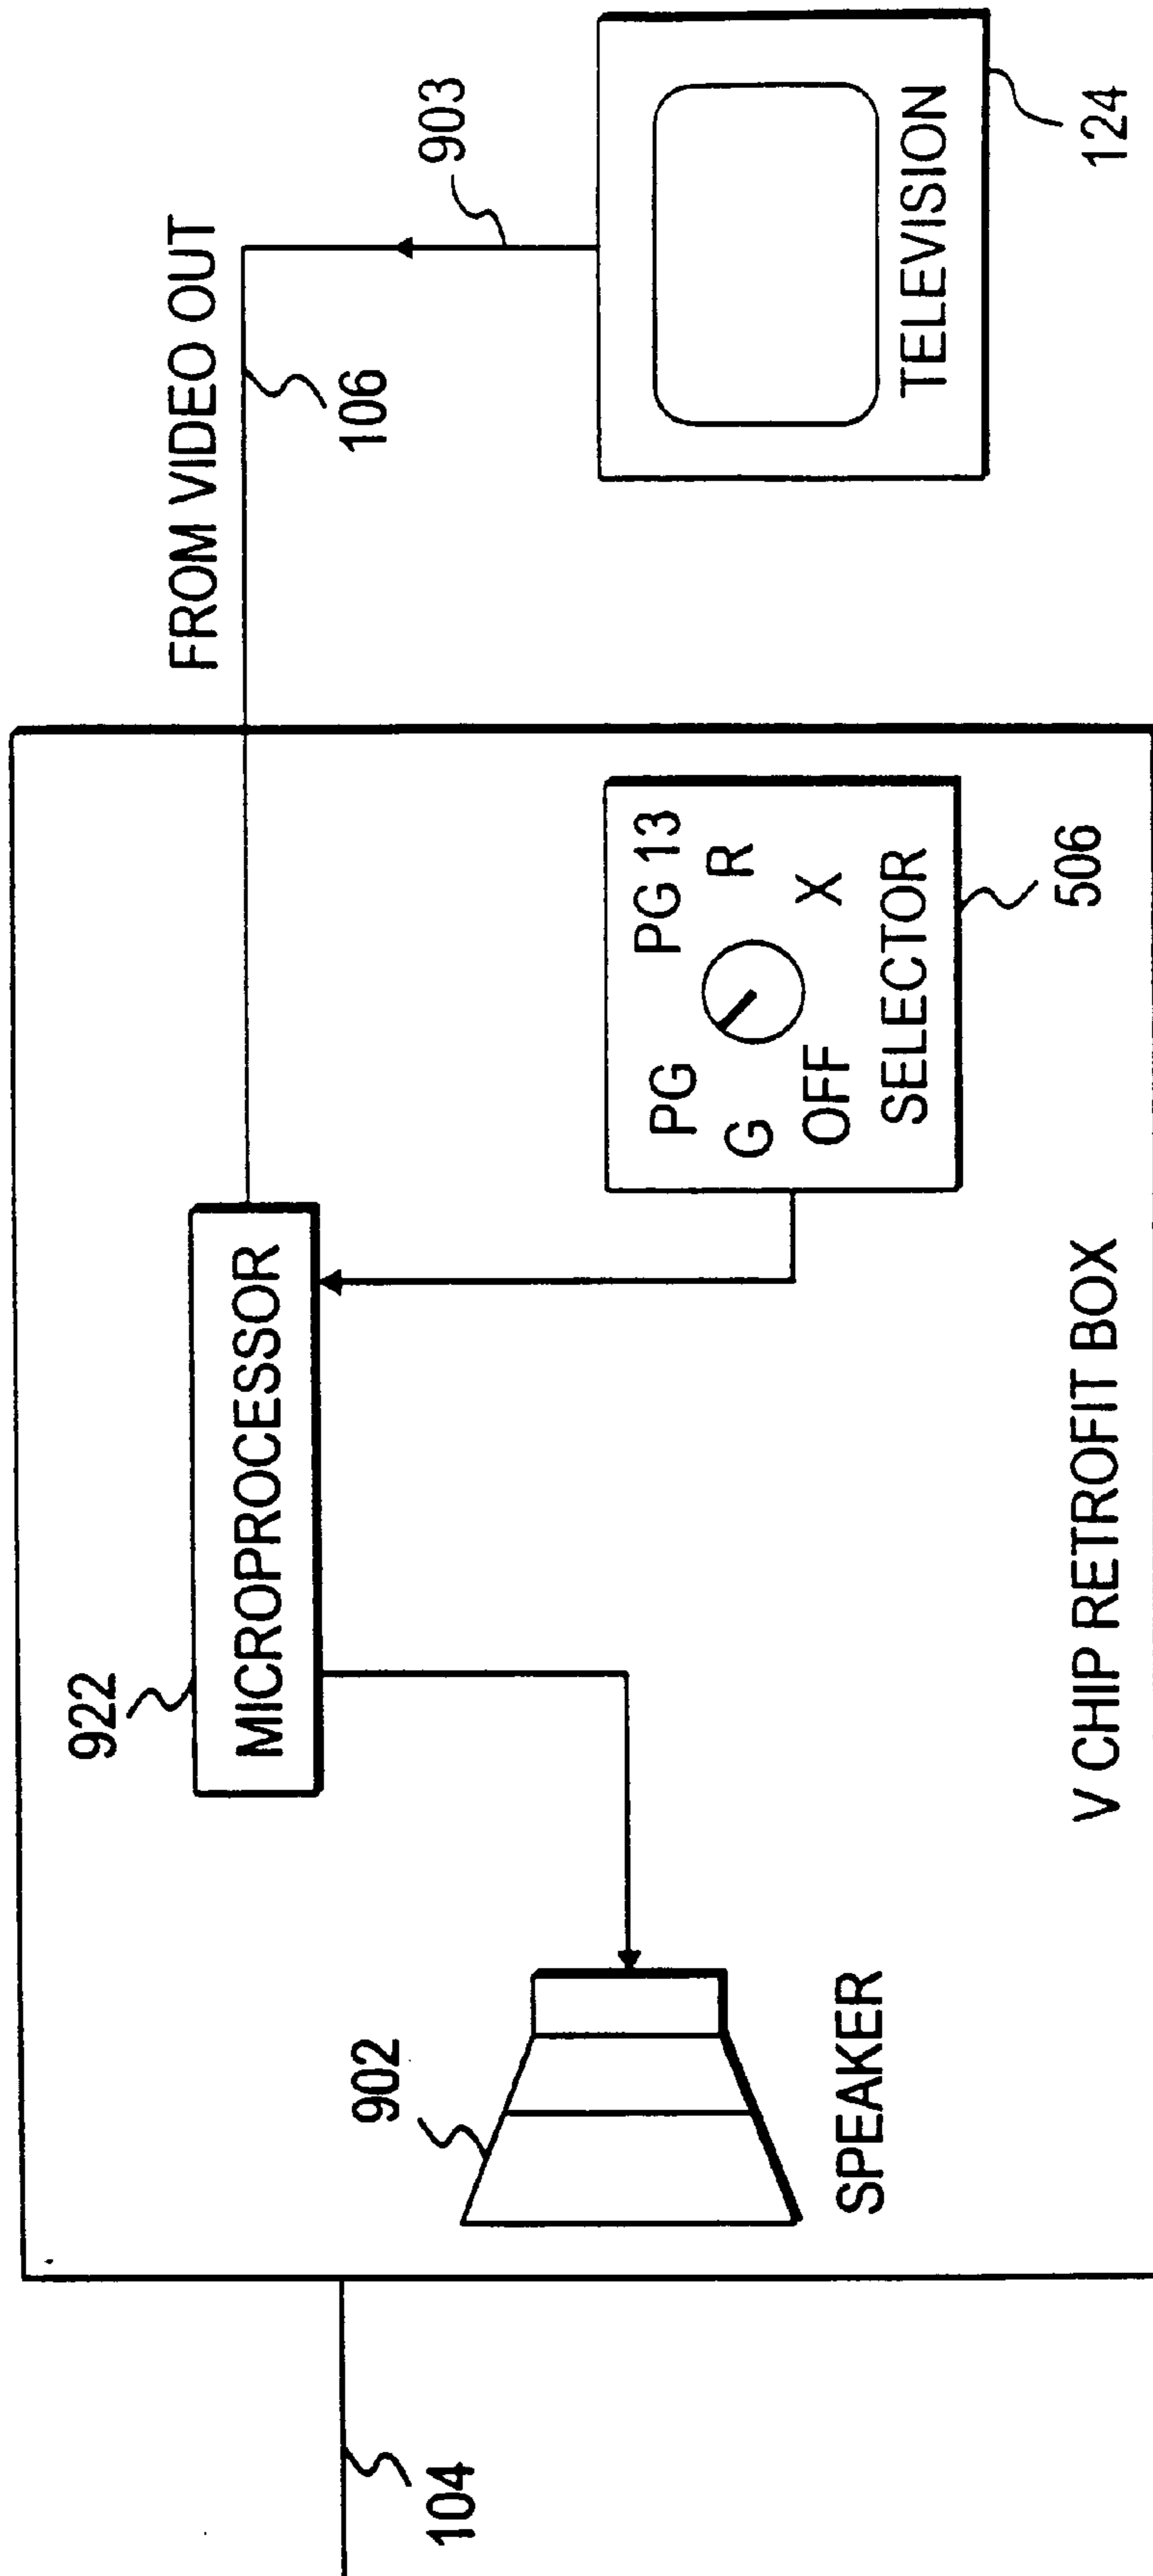 FROM VIDEO OUT
903
106
922
MICROPROCESSOR
902
SPEAKER
PG
PG 13
G
R
OFF
X
SELECTOR
506
TELEVISION
124
104
V CHIP RETROFIT BOX